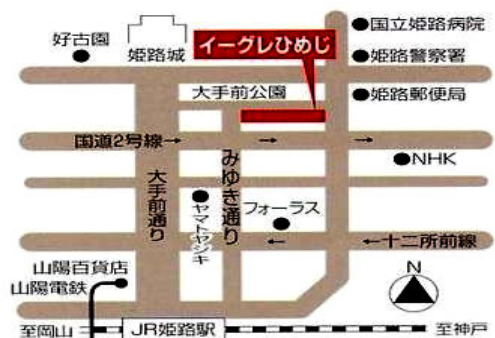 国立姫路病院
好古園
姫路城
イーグレひめじ
姫路警察署
大手前公園
姫路郵便局
国道2号線→
→
→
NHK
大手前通り
みゆき通り
ヤマトヤシキ
フォーラス
←
←十二所前線
山陽百貨店
山陽電鉄
N
至岡山←
JR姫路駅
→至神戸